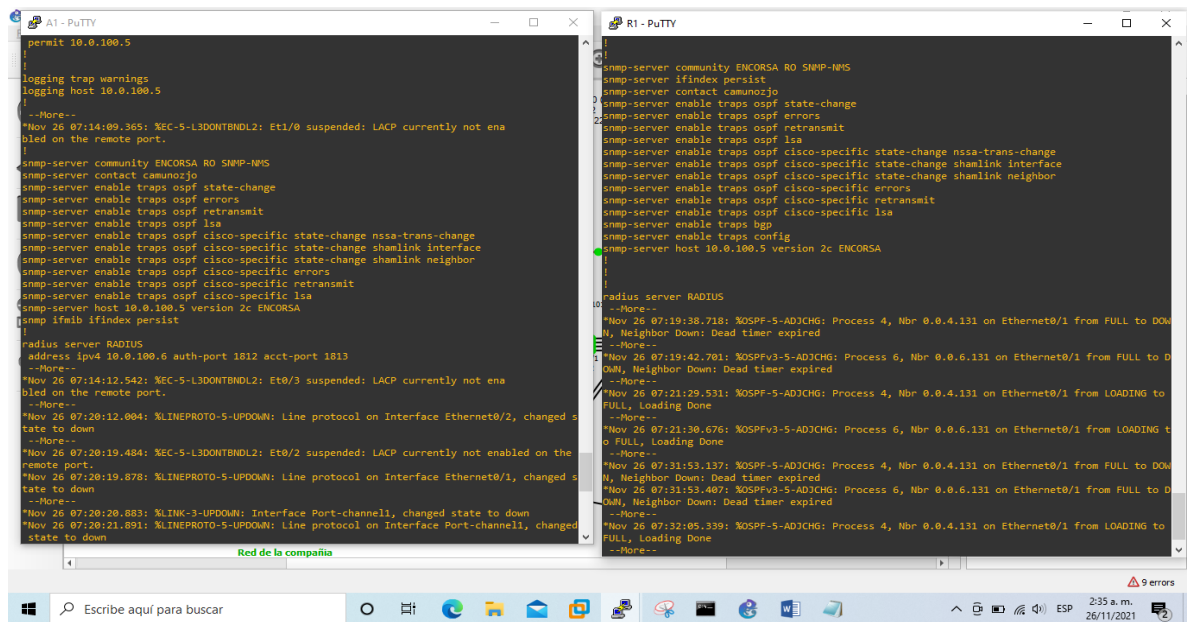 A1 - PuTTY
permit 10.0.100.5
!
!
logging trap warnings
logging host 10.0.100.5
!
--More--
*Nov 26 07:14:09.365: %EC-5-L3DONTBNDL2: Et1/0 suspended: LACP currently not ena
bled on the remote port.
!
snmp-server community ENCORSA RO SNMP-NMS
snmp-server contact camunozjo
snmp-server enable traps ospf state-change
snmp-server enable traps ospf errors
snmp-server enable traps ospf retransmit
snmp-server enable traps ospf lsa
snmp-server enable traps ospf cisco-specific state-change nssa-trans-change
snmp-server enable traps ospf cisco-specific state-change shamlink interface
snmp-server enable traps ospf cisco-specific state-change shamlink neighbor
snmp-server enable traps ospf cisco-specific errors
snmp-server enable traps ospf cisco-specific retransmit
snmp-server enable traps ospf cisco-specific lsa
snmp-server host 10.0.100.5 version 2c ENCORSA
snmp ifmib ifindex persist
!
radius server RADIUS
address ipv4 10.0.100.6 auth-port 1812 acct-port 1813
--More--
*Nov 26 07:14:12.542: %EC-5-L3DONTBNDL2: Et0/3 suspended: LACP currently not ena
bled on the remote port.
--More--
*Nov 26 07:20:12.004: %LINEPROTO-5-UPDOWN: Line protocol on Interface Ethernet0/2, changed s
tate to down
--More--
*Nov 26 07:20:19.484: %EC-5-L3DONTBNDL2: Et0/2 suspended: LACP currently not enabled on the
remote port.
*Nov 26 07:20:19.878: %LINEPROTO-5-UPDOWN: Line protocol on Interface Ethernet0/1, changed s
tate to down
--More--
*Nov 26 07:20:20.883: %LINK-3-UPDOWN: Interface Port-channel1, changed state to down
*Nov 26 07:20:21.891: %LINEPROTO-5-UPDOWN: Line protocol on Interface Port-channel1, changed
state to down
R1 - PuTTY
!
!
snmp-server community ENCORSA RO SNMP-NMS
snmp-server ifindex persist
snmp-server contact camunozjo
snmp-server enable traps ospf state-change
snmp-server enable traps ospf errors
snmp-server enable traps ospf retransmit
snmp-server enable traps ospf lsa
snmp-server enable traps ospf cisco-specific state-change nssa-trans-change
snmp-server enable traps ospf cisco-specific state-change shamlink interface
snmp-server enable traps ospf cisco-specific state-change shamlink neighbor
snmp-server enable traps ospf cisco-specific errors
snmp-server enable traps ospf cisco-specific retransmit
snmp-server enable traps ospf cisco-specific lsa
snmp-server enable traps bgp
snmp-server enable traps config
snmp-server host 10.0.100.5 version 2c ENCORSA
!
!
!
radius server RADIUS
--More--
*Nov 26 07:19:38.718: %OSPF-5-ADJCHG: Process 4, Nbr 0.0.4.131 on Ethernet0/1 from FULL to DOW
N, Neighbor Down: Dead timer expired
--More--
*Nov 26 07:19:42.701: %OSPFv3-5-ADJCHG: Process 6, Nbr 0.0.6.131 on Ethernet0/1 from FULL to D
OWN, Neighbor Down: Dead timer expired
--More--
*Nov 26 07:21:29.531: %OSPF-5-ADJCHG: Process 4, Nbr 0.0.4.131 on Ethernet0/1 from LOADING to
FULL, Loading Done
--More--
*Nov 26 07:21:30.676: %OSPFv3-5-ADJCHG: Process 6, Nbr 0.0.6.131 on Ethernet0/1 from LOADING t
o FULL, Loading Done
--More--
*Nov 26 07:31:53.137: %OSPF-5-ADJCHG: Process 4, Nbr 0.0.4.131 on Ethernet0/1 from FULL to DOW
N, Neighbor Down: Dead timer expired
*Nov 26 07:31:53.407: %OSPFv3-5-ADJCHG: Process 6, Nbr 0.0.6.131 on Ethernet0/1 from FULL to D
OWN, Neighbor Down: Dead timer expired
--More--
*Nov 26 07:32:05.339: %OSPF-5-ADJCHG: Process 4, Nbr 0.0.4.131 on Ethernet0/1 from LOADING to
FULL, Loading Done
--More--
Red de la compañia
9 errors
Escribe aquí para buscar
ESP
2:35 a. m.
26/11/2021
2